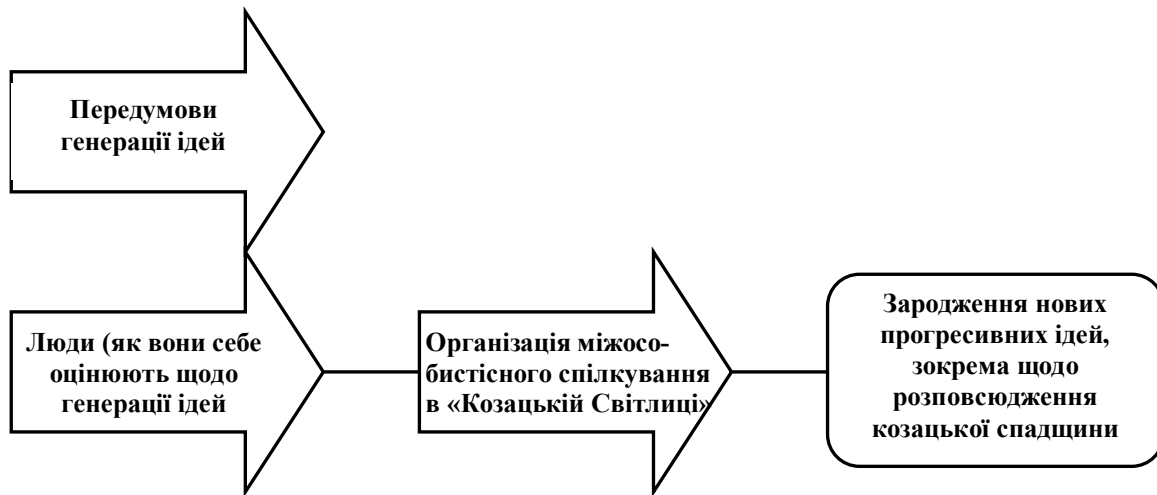 Передумови
генерації ідей
Люди (як вони себе
оцінюють щодо
генерації ідей
Організація міжосо-
бистісного спілкування
в «Козацькій Світлиці»
Зародження нових
прогресивних ідей,
зокрема щодо
розповсюдження
козацької спадщини